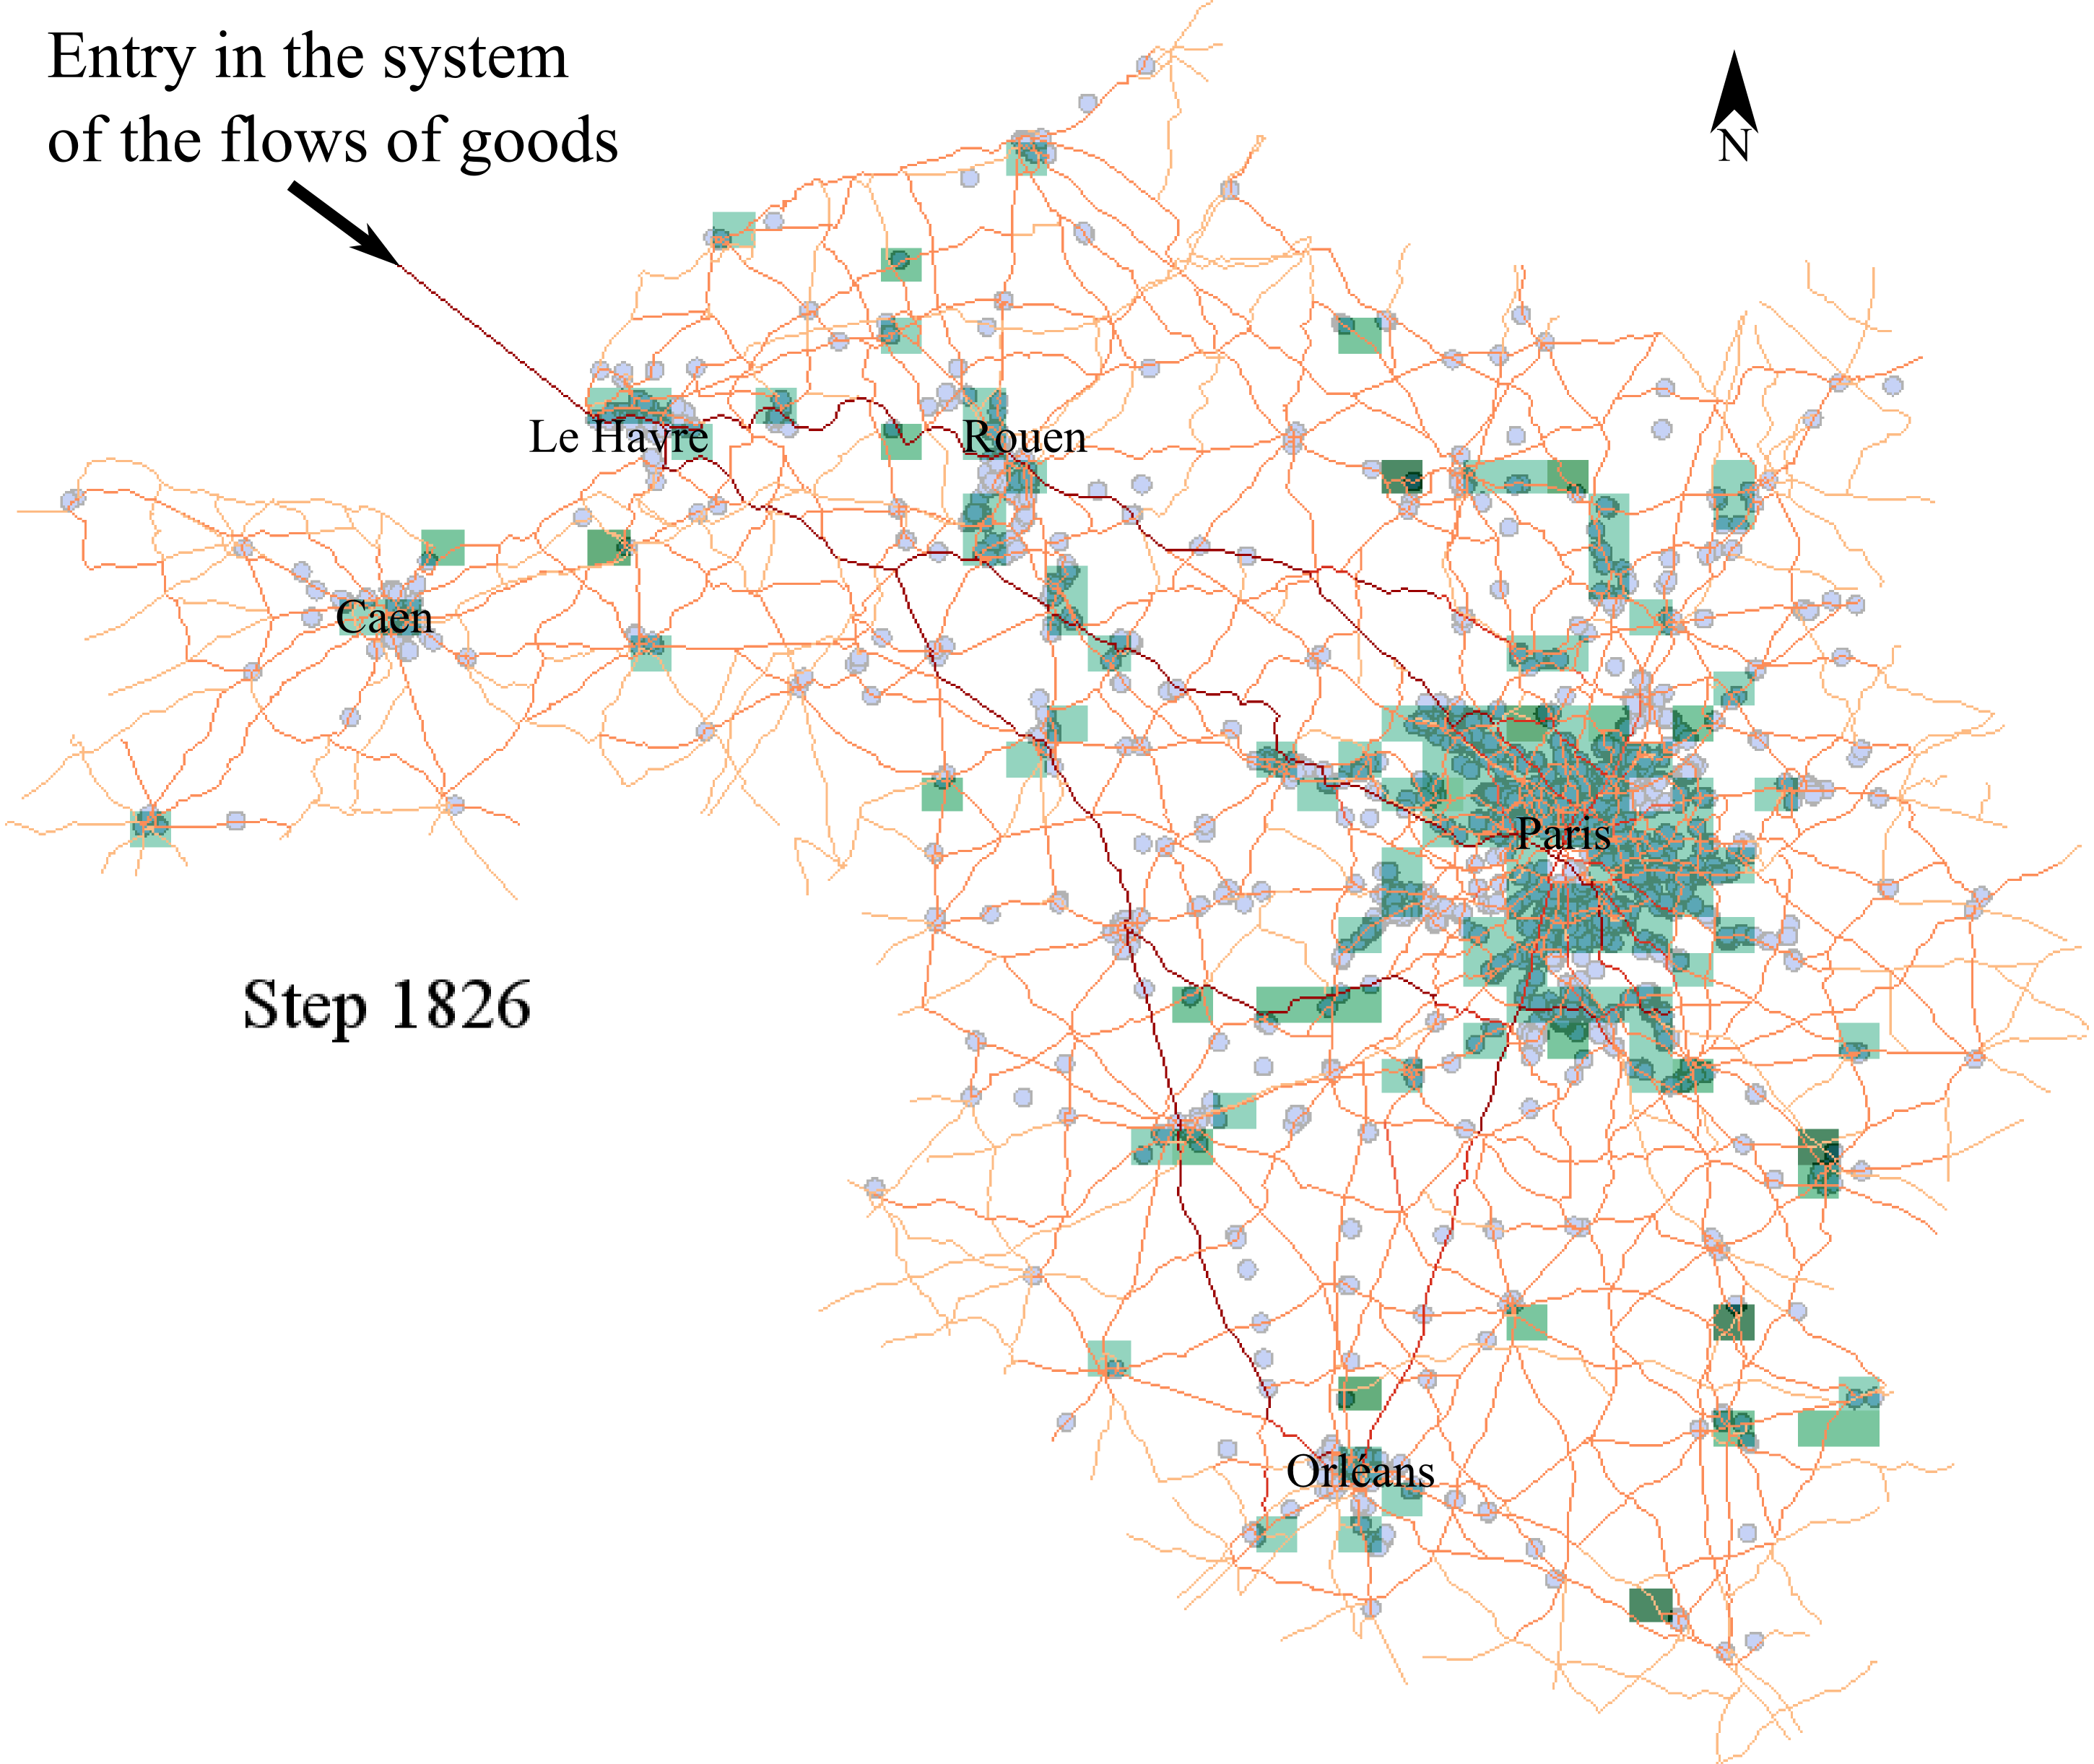 Entry in the system
of the flows of goods
N
Le Havre
Rouen
Caen
Paris
Step 1826
Orléans